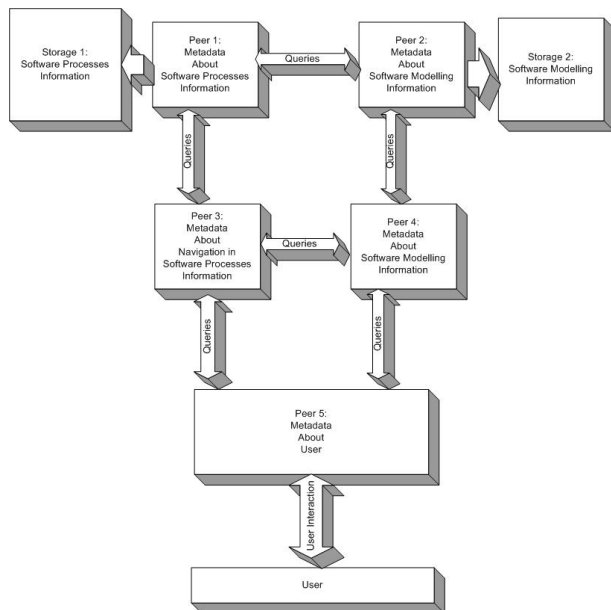 Storage 1:
Software Processes
Information
Peer 1:
Metadata
About
Software Processes
Information
Queries
Peer 2:
Metadata
About
Software Modelling
Information
Storage 2:
Software Modelling
Information
Queries
Queries
Peer 3:
Metadata
About
Navigation in
Software Processes
Information
Queries
Peer 4:
Metadata
About
Software Modelling
Information
Queries
Queries
Peer 5:
Metadata
About
User
User Interaction
User